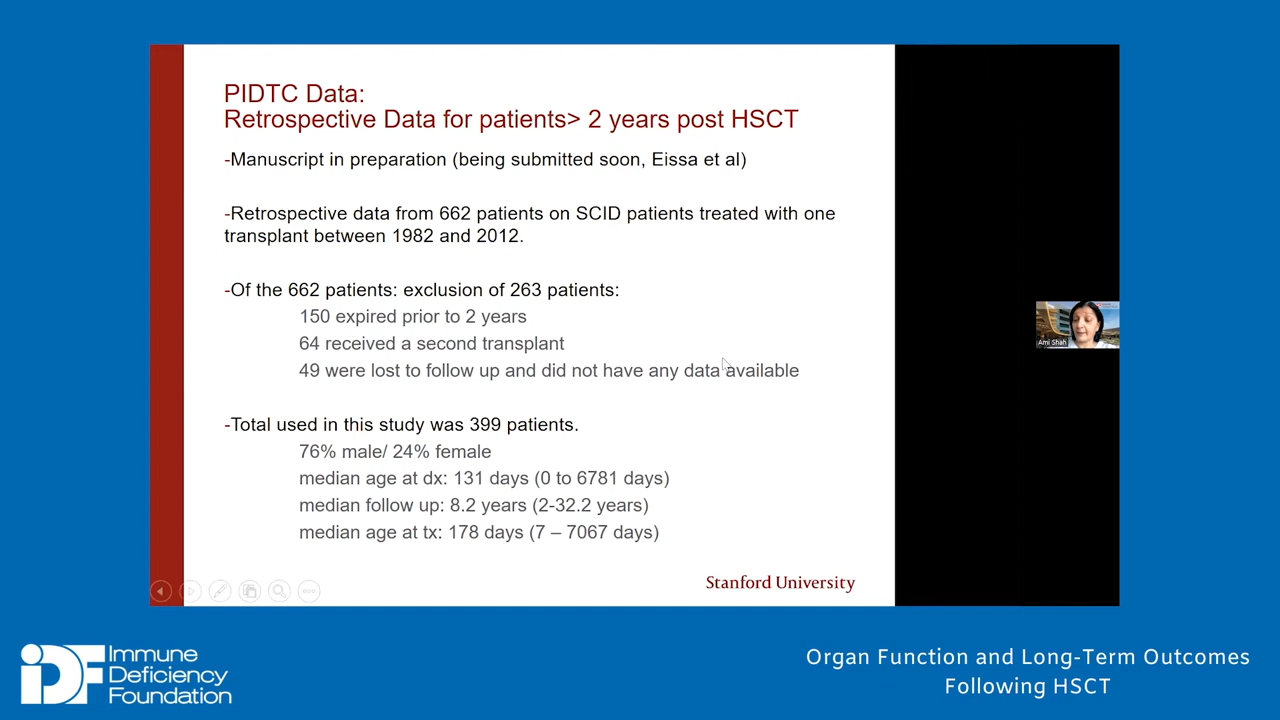 PIDTC Data:
Retrospective Data for patients> 2 years post HSCT
-Manuscript in preparation (being submitted soon, Eissa et al)
-Retrospective data from 662 patients on SCID patients treated with one
transplant between 1982 and 2012.
-Of the 662 patients: exclusion of 263 patients:
150 expired prior to 2 years
64 received a second transplant
49 were lost to follow up and did not have any data available
-Total used in this study was 399 patients.
76% male/ 24% female
median age at dx: 131 days (0 to 6781 days)
median follow up: 8.2 years (2-32.2 years)
median age at tx: 178 days (7 – 7067 days)
Stanford University
Ami Shah
IDF
Immune
Deficiency
Foundation
Organ Function and Long-Term Outcomes
Following HSCT